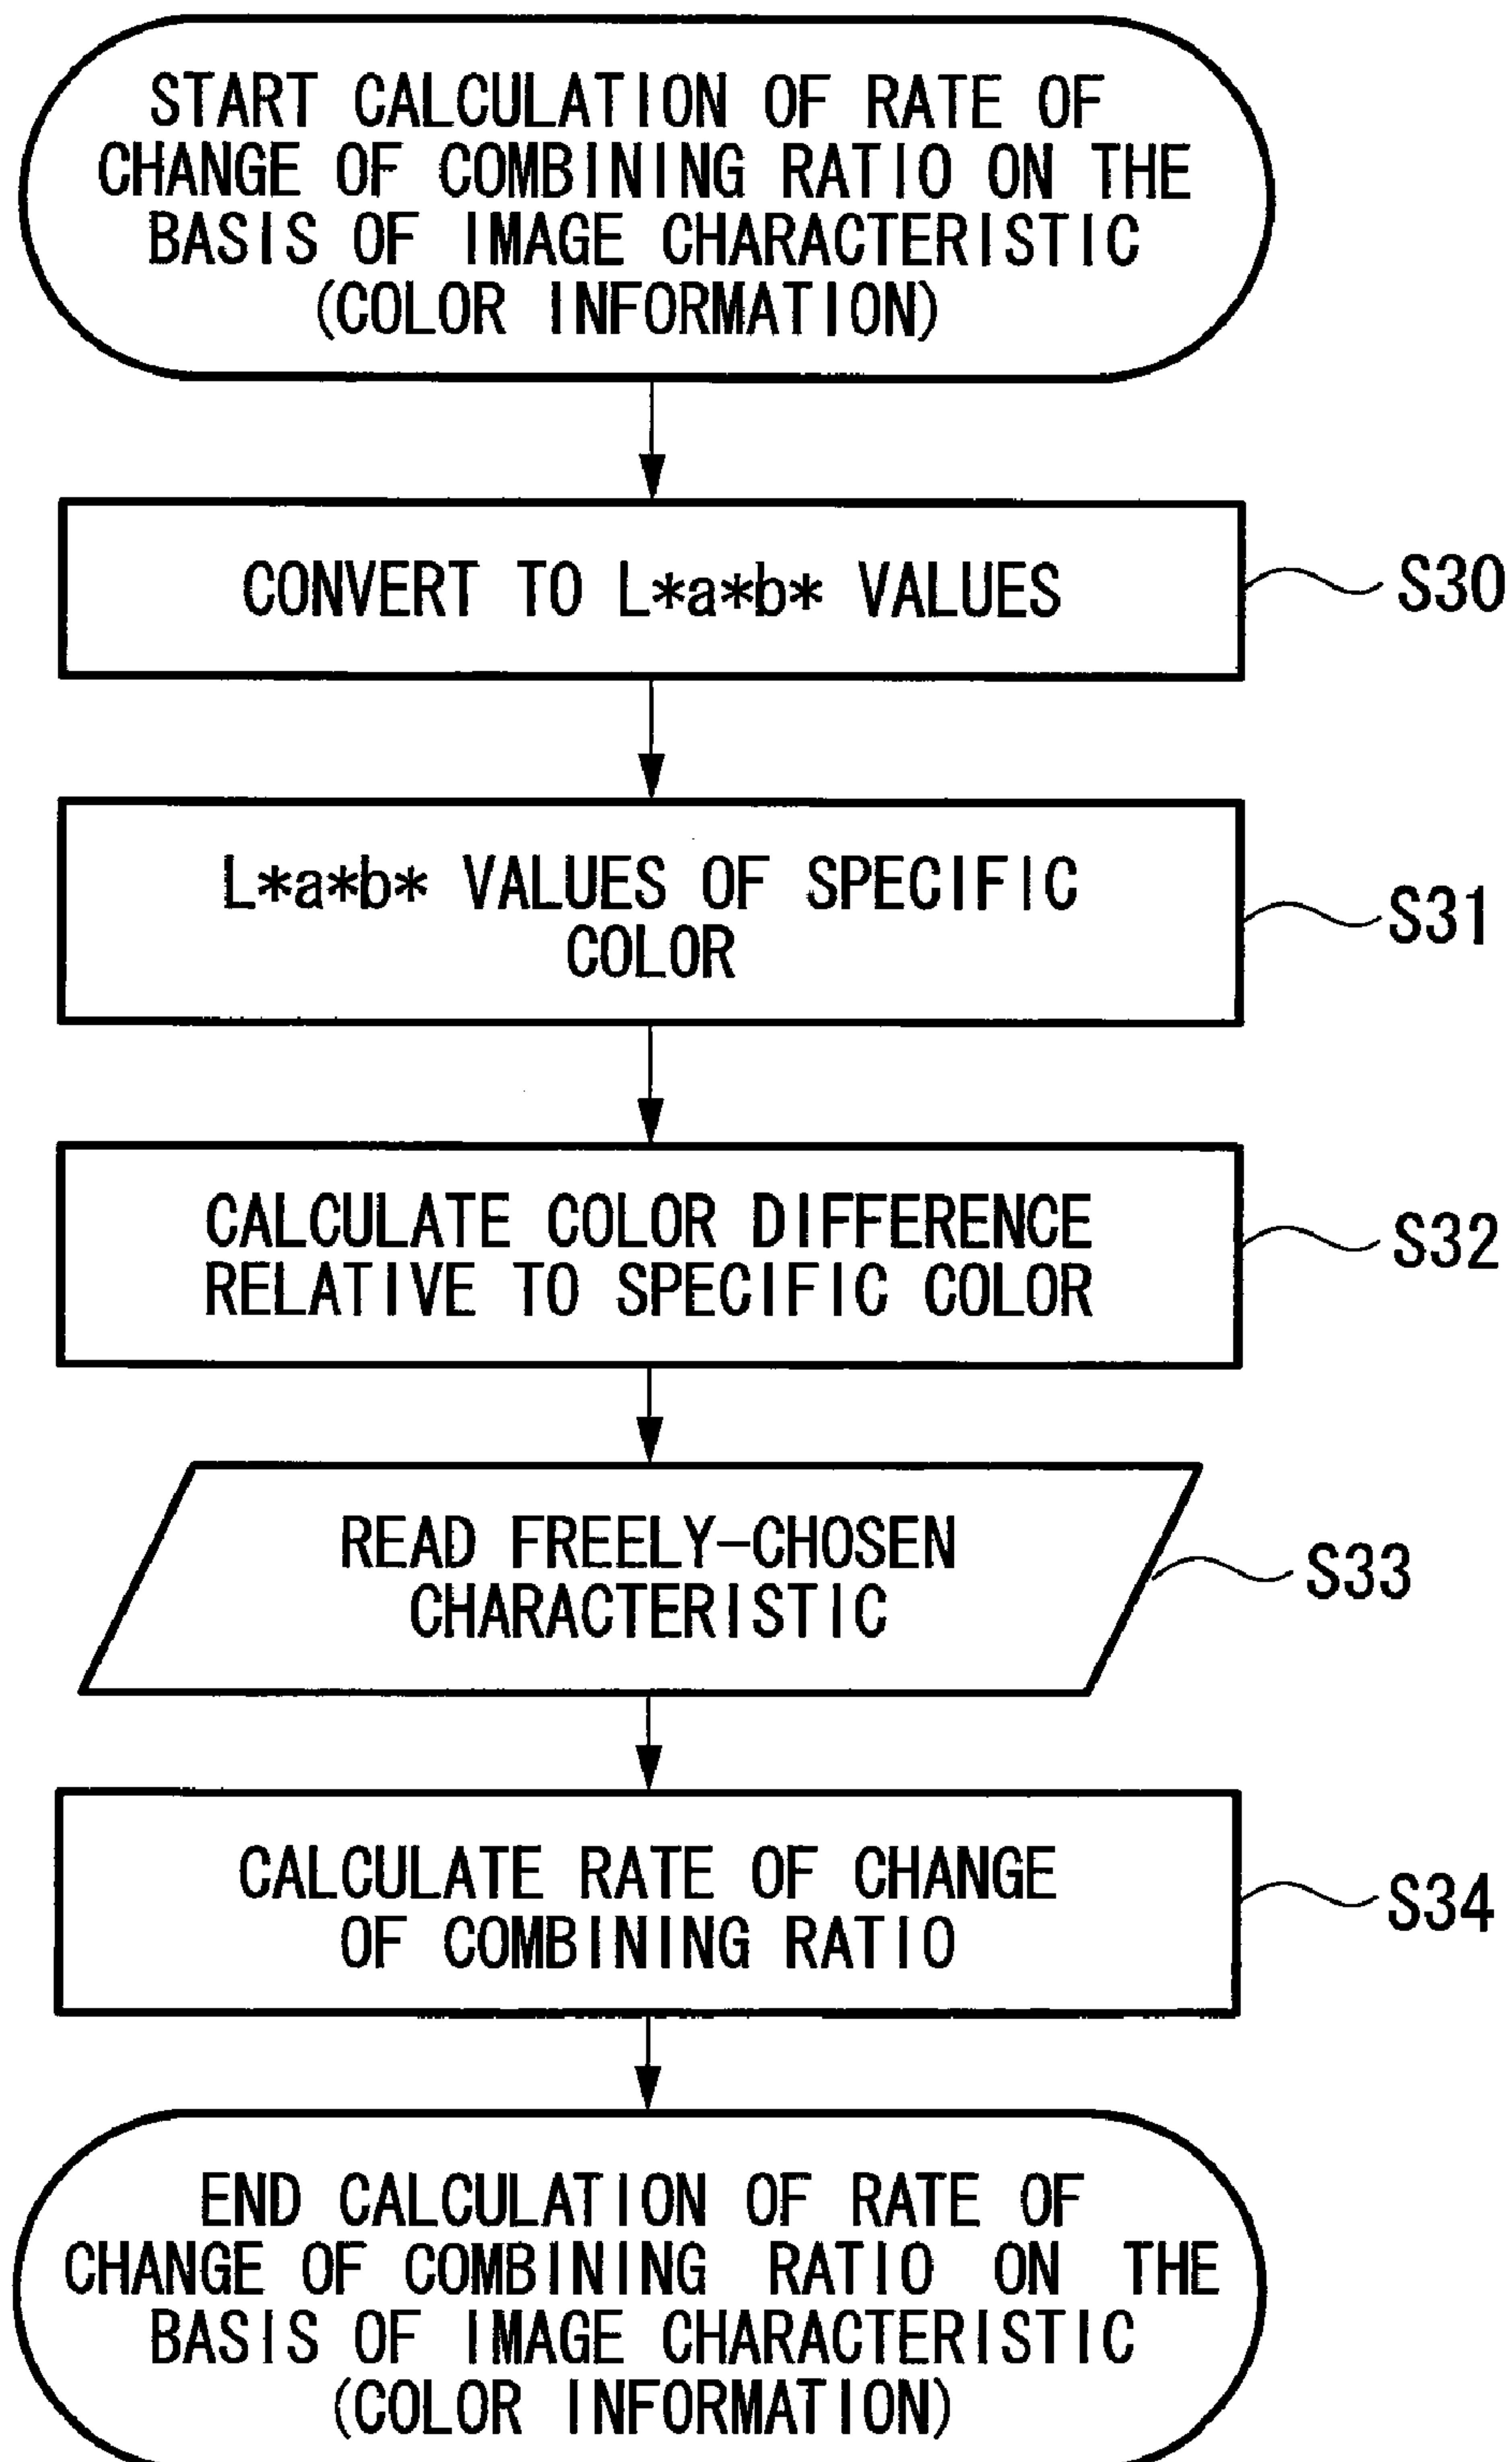 START CALCULATION OF RATE OF
CHANGE OF COMBINING RATIO ON THE
BASIS OF IMAGE CHARACTERISTIC
(COLOR INFORMATION)
CONVERT TO L*a*b* VALUES
S30
L*a*b* VALUES OF SPECIFIC
COLOR
S31
CALCULATE COLOR DIFFERENCE
RELATIVE TO SPECIFIC COLOR
S32
READ FREELY-CHOSEN
CHARACTERISTIC
S33
CALCULATE RATE OF CHANGE
OF COMBINING RATIO
S34
END CALCULATION OF RATE OF
CHANGE OF COMBINING RATIO ON THE
BASIS OF IMAGE CHARACTERISTIC
(COLOR INFORMATION)